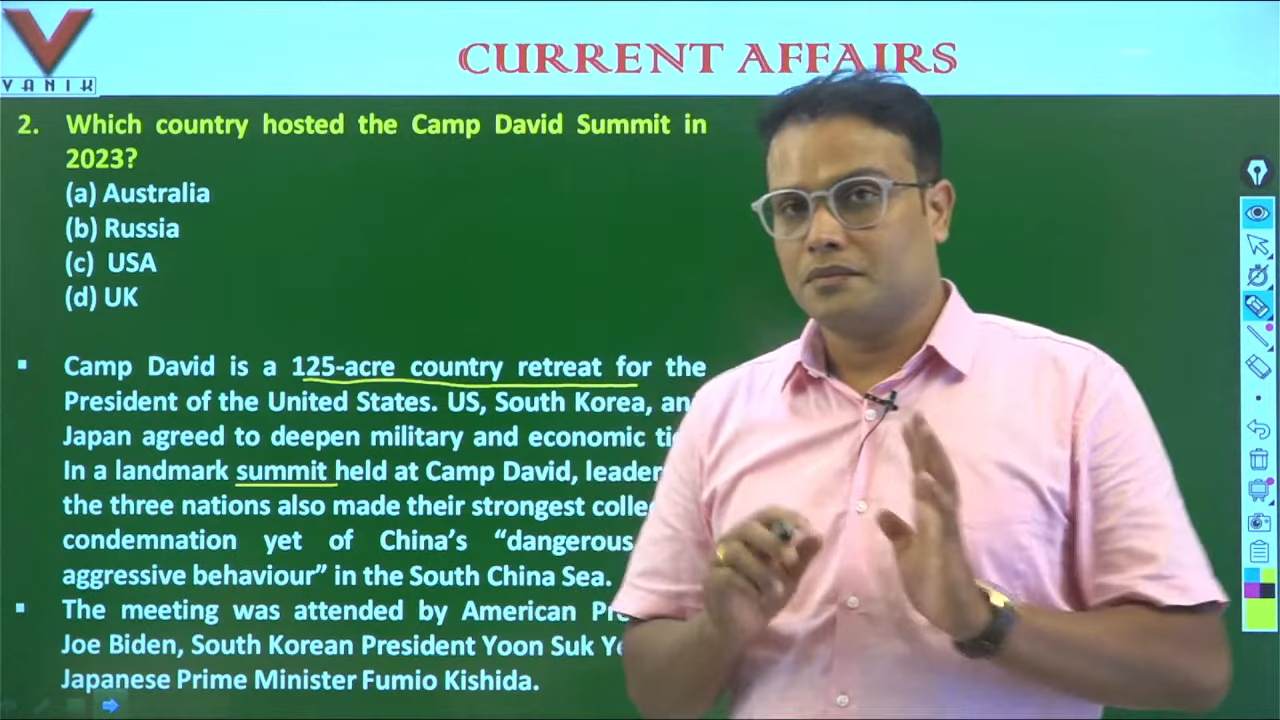 VANIK
CURRENT AFFAIRS
2. Which country hosted the Camp David Summit in
2023?
(a) Australia
(b) Russia
(c) USA
(d) UK
▪ Camp David is a 125-acre country retreat for the
President of the United States. US, South Korea, an
Japan agreed to deepen military and economic ti
In a landmark summit held at Camp David, leader
the three nations also made their strongest colle
condemnation yet of China's "dangerous
aggressive behaviour" in the South China Sea.
▪ The meeting was attended by American Pr
Joe Biden, South Korean President Yoon Suk Ye
Japanese Prime Minister Fumio Kishida.